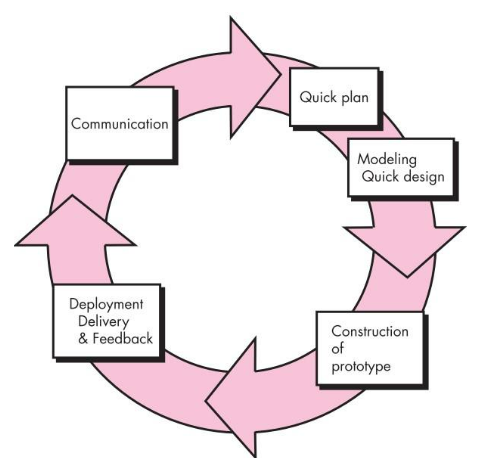 Communication
Quick plan
Modeling
Quick design
Construction
of
prototype
Deployment
Delivery
& Feedback